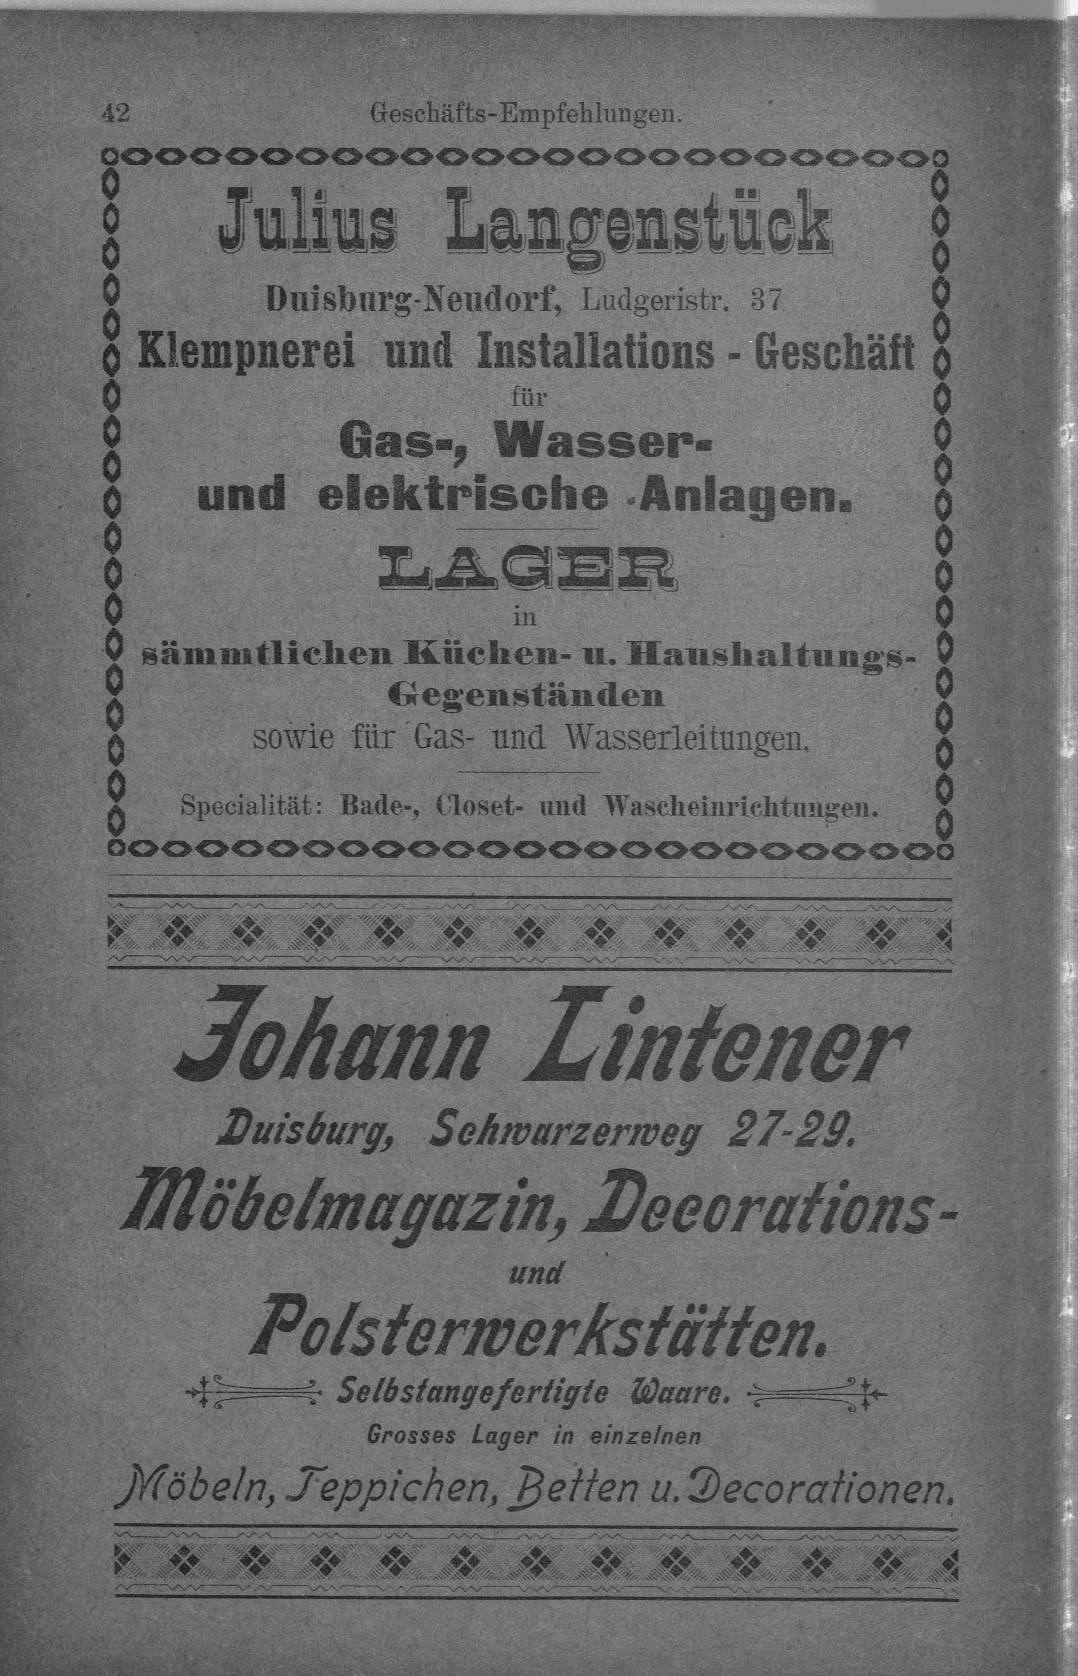 42
Geschäfts-Empfehlungen.
Julius Langenstück
Duisburg-Neudorf, Ludgeristr. 37
Klempnerei und Installations-Geschäft
für
Gas-, Wasser-
und elektrische Anlagen.
LAGER
in
sämmtlichen Küchen- u. Haushaltungs-
Gegenständen
sowie für Gas- und Wasserleitungen.
Specialität: Bade-, Closet- und Wascheinrichtungen.
Johann Lintener
Duisburg, Schwarzerweg 27-29.
Möbelmagazin, Decorations-
und
Polsterwerkstätten.
Selbstangefertigte Waare.
Grosses Lager in einzelnen
Möbeln, Teppichen, Betten u. Decorationen.